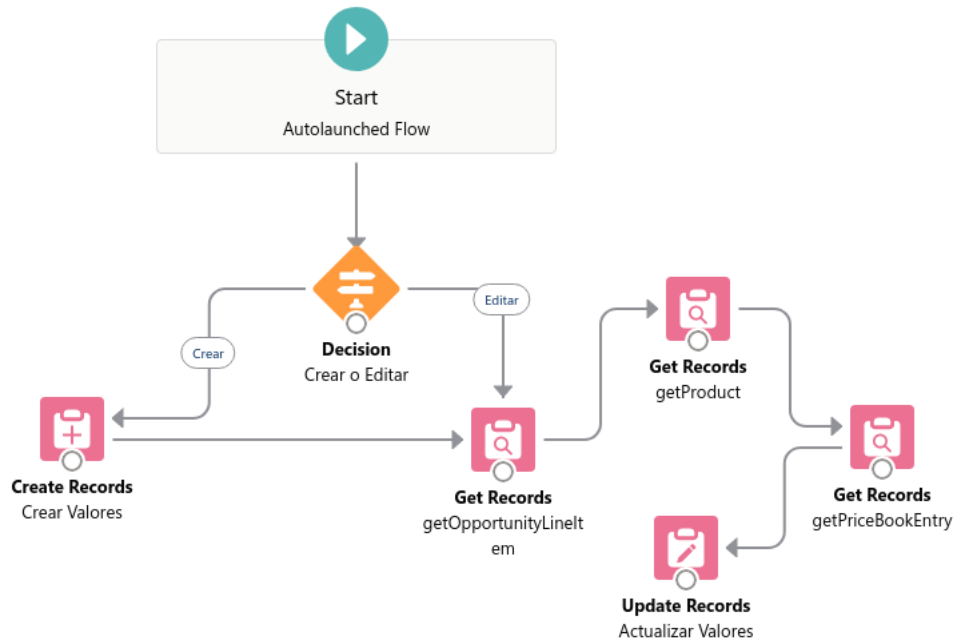 Start
Autolaunched Flow
Editar
Crear
Decision
Crear o Editar
Get Records
getProduct
Create Records
Crear Valores
Get Records
getOpportunityLineIt
em
Get Records
getPriceBookEntry
Update Records
Actualizar Valores